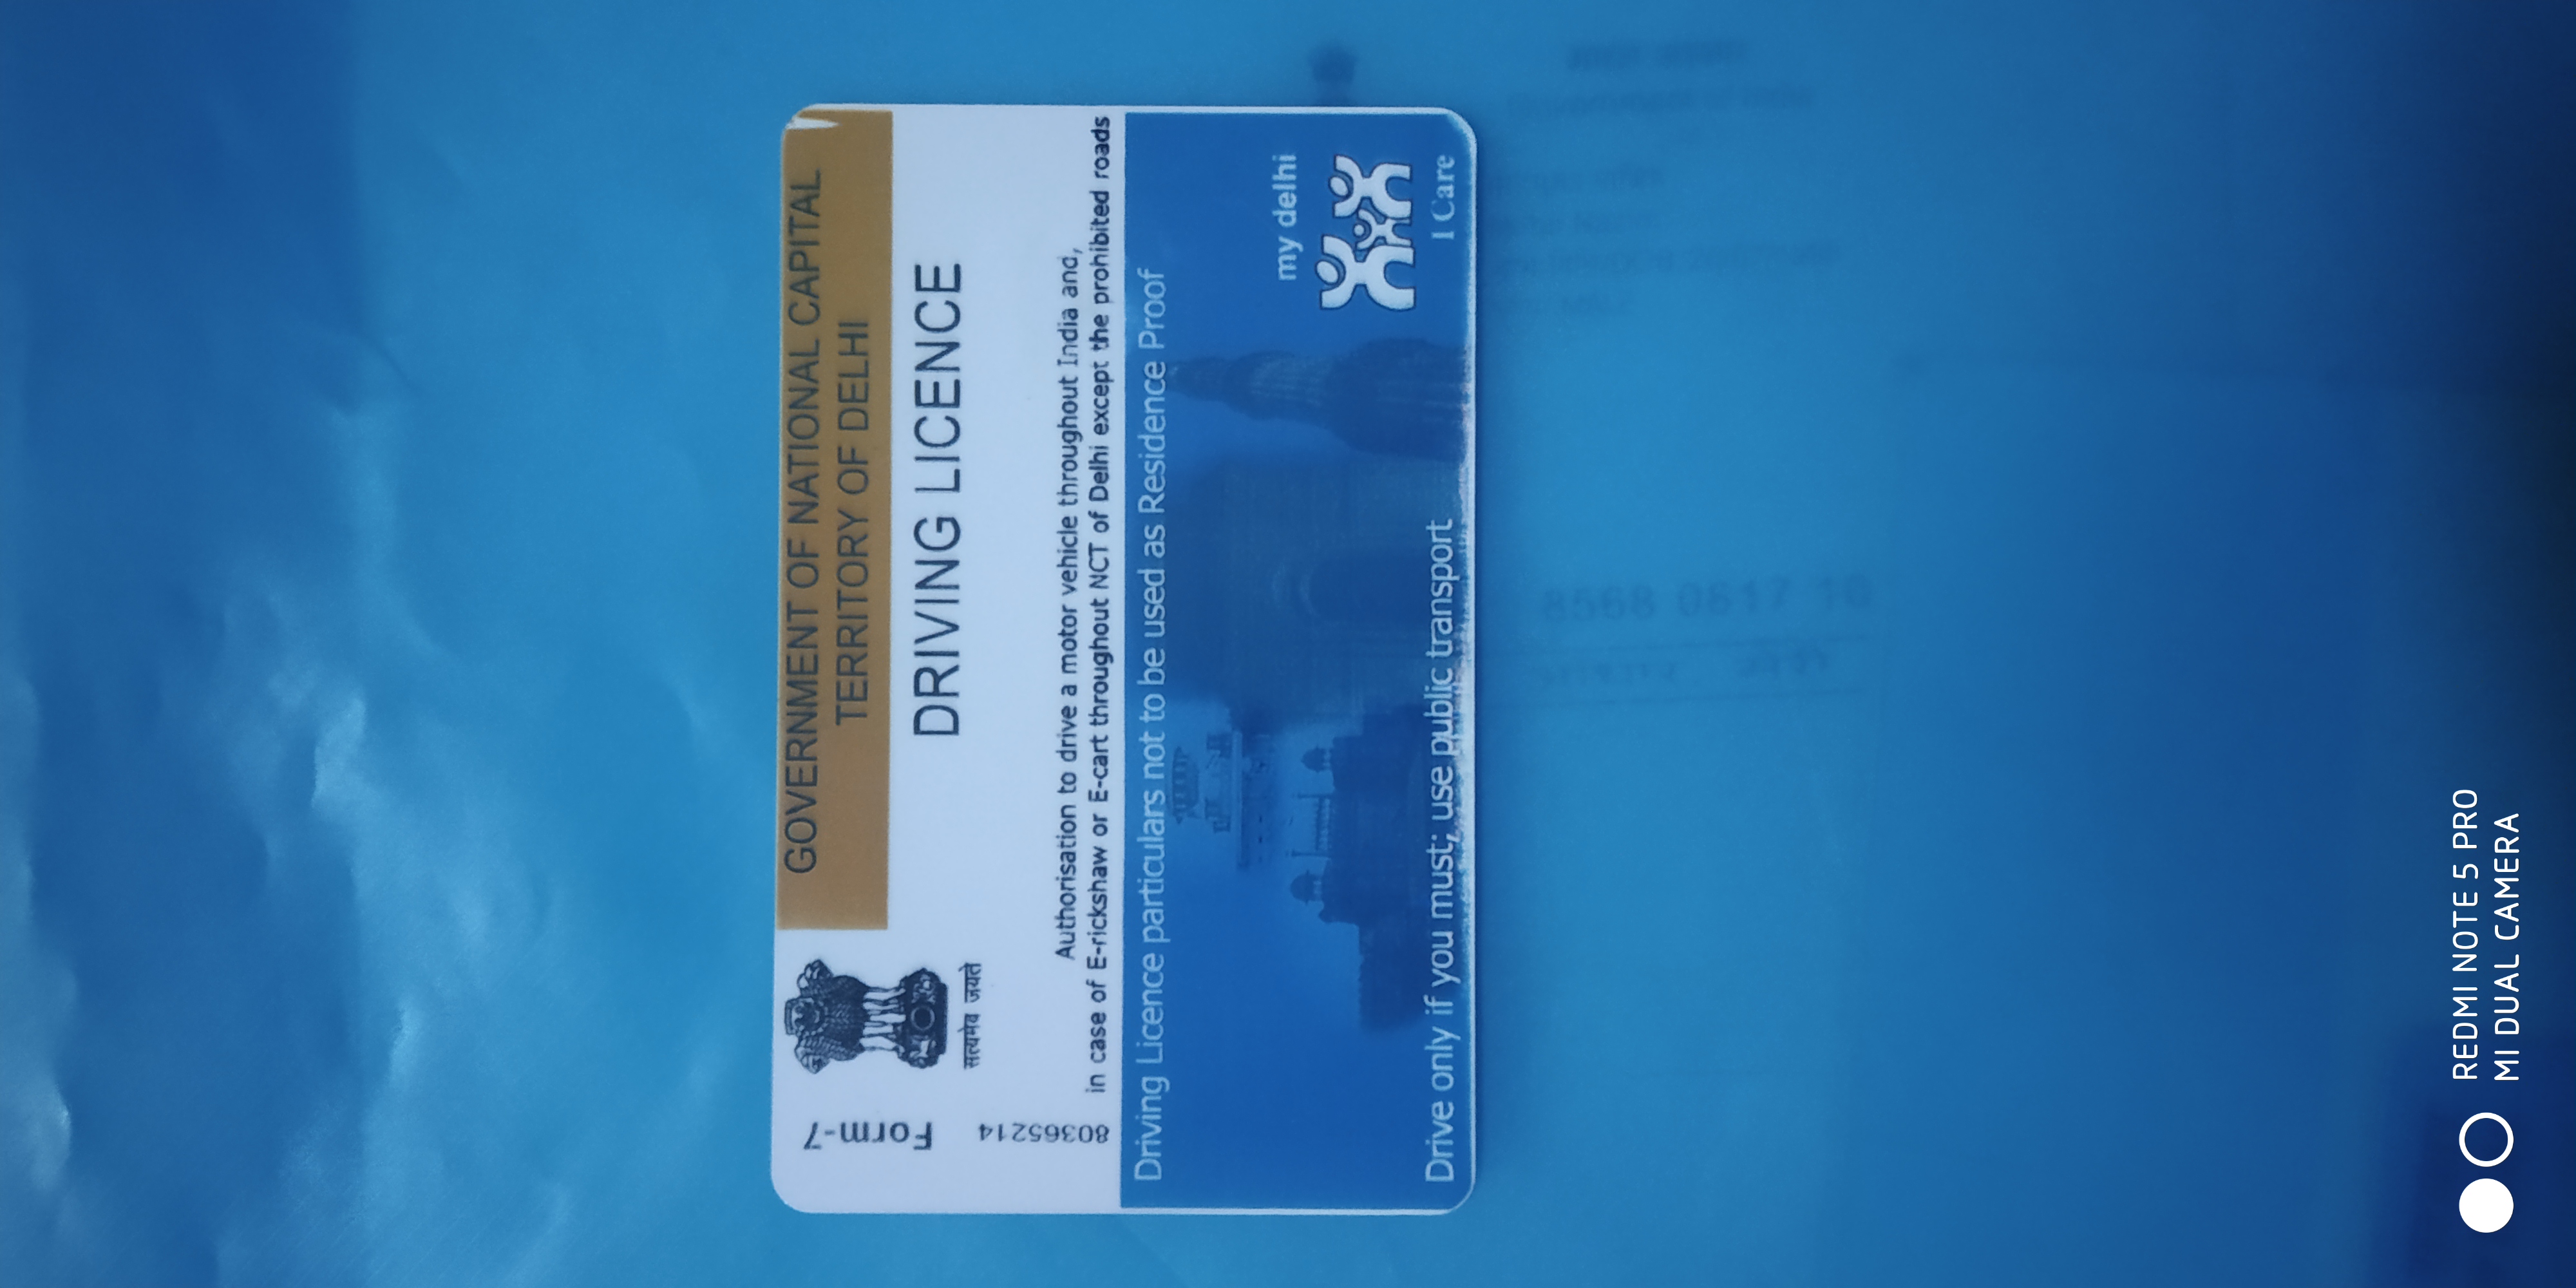 Form-7
80365214
सत्यमेव जयते
GOVERNMENT OF NATIONAL CAPITAL
TERRITORY OF DELHI
DRIVING LICENCE
Authorisation to drive a motor vehicle throughout India and,
in case of E-rickshaw or E-cart throughout NCT of Delhi except the prohibited roads
Driving Licence particulars not to be used as Residence Proof
my delhi
I Care
Drive only if you must; use public transport
REDMI NOTE 5 PRO
MI DUAL CAMERA